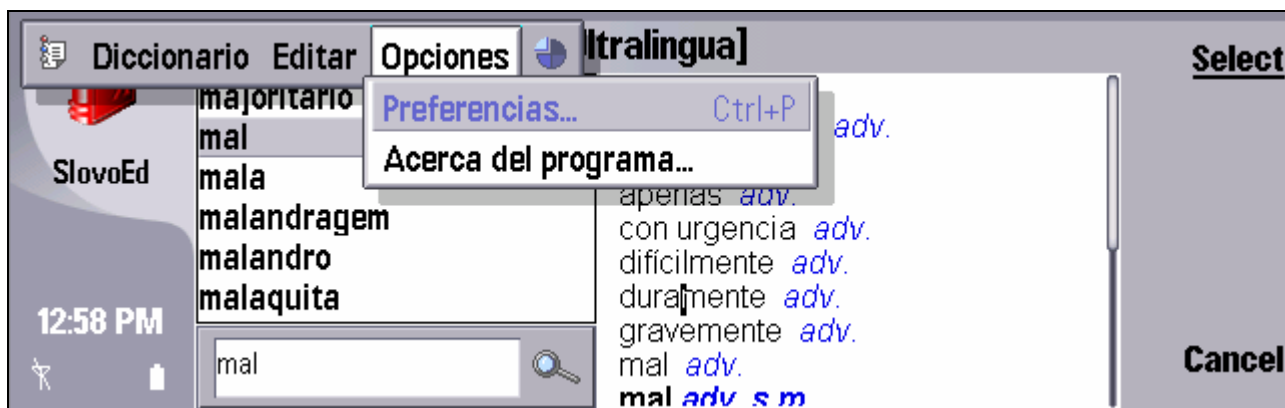 Diccionario Editar Opciones
ltralingua]
Select
Preferencias... Ctrl+P
Acerca del programa...
SlovoEd
12:58 PM
majoritário
mal
mala
malandragem
malandro
malaquita
mal
adv.
apenas adv.
con urgencia adv.
difícilmente adv.
duramente adv.
gravemente adv.
mal adv.
mal adv s m
Cancel